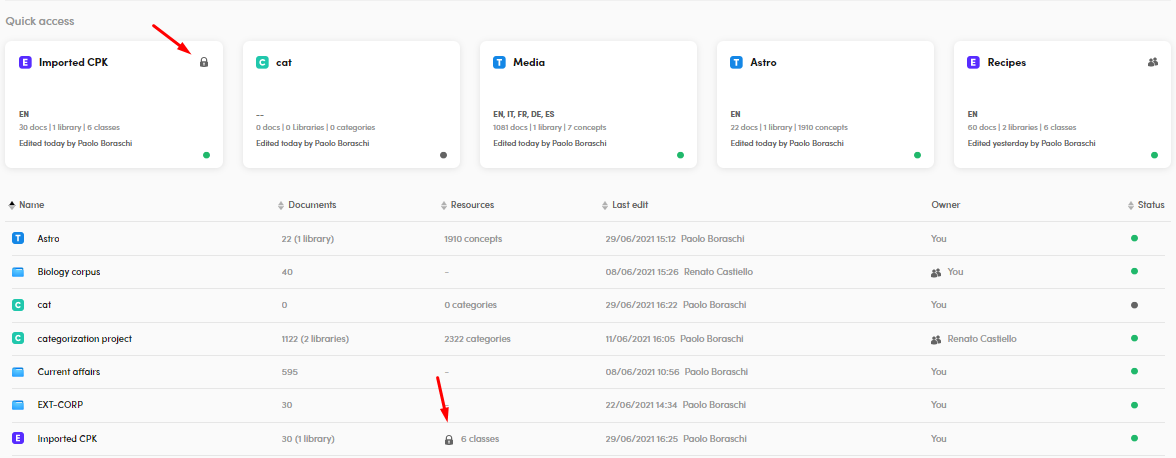 Quick access
E Imported CPK
EN
30 docs | 1 library | 6 classes
Edited today by Paolo Boraschi
C cat
--
0 docs | 0 Libraries | 0 categories
Edited today by Paolo Boraschi
T Media
EN, IT, FR, DE, ES
1081 docs | 1 library | 7 concepts
Edited today by Paolo Boraschi
T Astro
EN
22 docs | 1 library | 1910 concepts
Edited today by Paolo Boraschi
E Recipes
EN
60 docs | 2 libraries | 6 classes
Edited yesterday by Paolo Boraschi
Name Documents Resources Last edit Owner Status
T Astro 22 (1 library) 1910 concepts 29/06/2021 15:12 Paolo Boraschi You
Biology corpus 40 - 08/06/2021 15:26 Renato Castiello You
C cat 0 0 categories 29/06/2021 16:22 Paolo Boraschi You
C categorization project 1122 (2 libraries) 2322 categories 11/06/2021 16:05 Paolo Boraschi Renato Castiello
Current affairs 595 - 08/06/2021 10:56 Paolo Boraschi You
EXT-CORP 30 - 22/06/2021 14:34 Paolo Boraschi You
E Imported CPK 30 (1 library) 6 classes 29/06/2021 16:25 Paolo Boraschi You